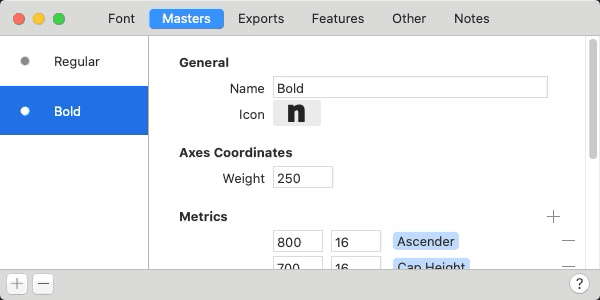 Font Masters Exports Features Other Notes
Regular
Bold
General
Name Bold
Icon n
Axes Coordinates
Weight 250
Metrics +
800 16 Ascender —
700 16 Cap Height —
+ — ?